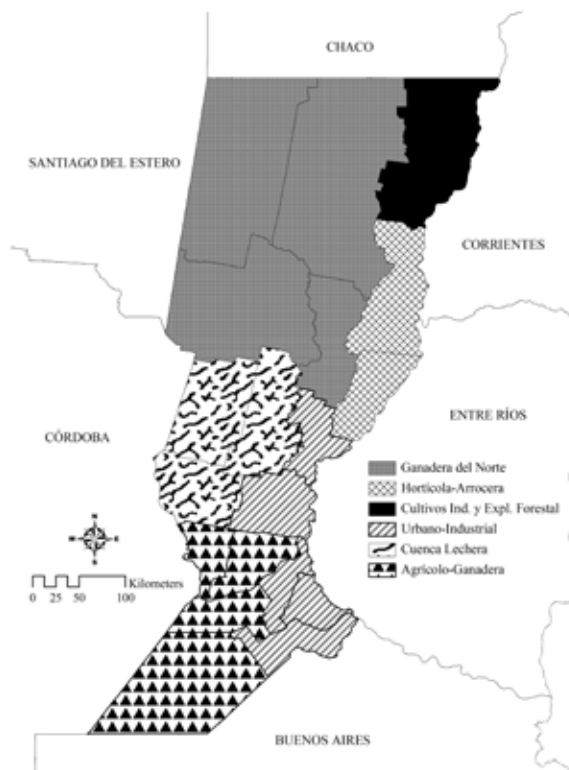 CHACO
SANTIAGO DEL ESTERO
CORRIENTES
ENTRE RÍOS
CÓRDOBA
Ganadera del Norte
Hortícola-Arrocera
Cultivos Ind. y Expl. Forestal
Urbano-Industrial
Cuenca Lechera
Agrícolo-Ganadera
N
W E
S
Kilometers
0 25 50 100
BUENOS AIRES